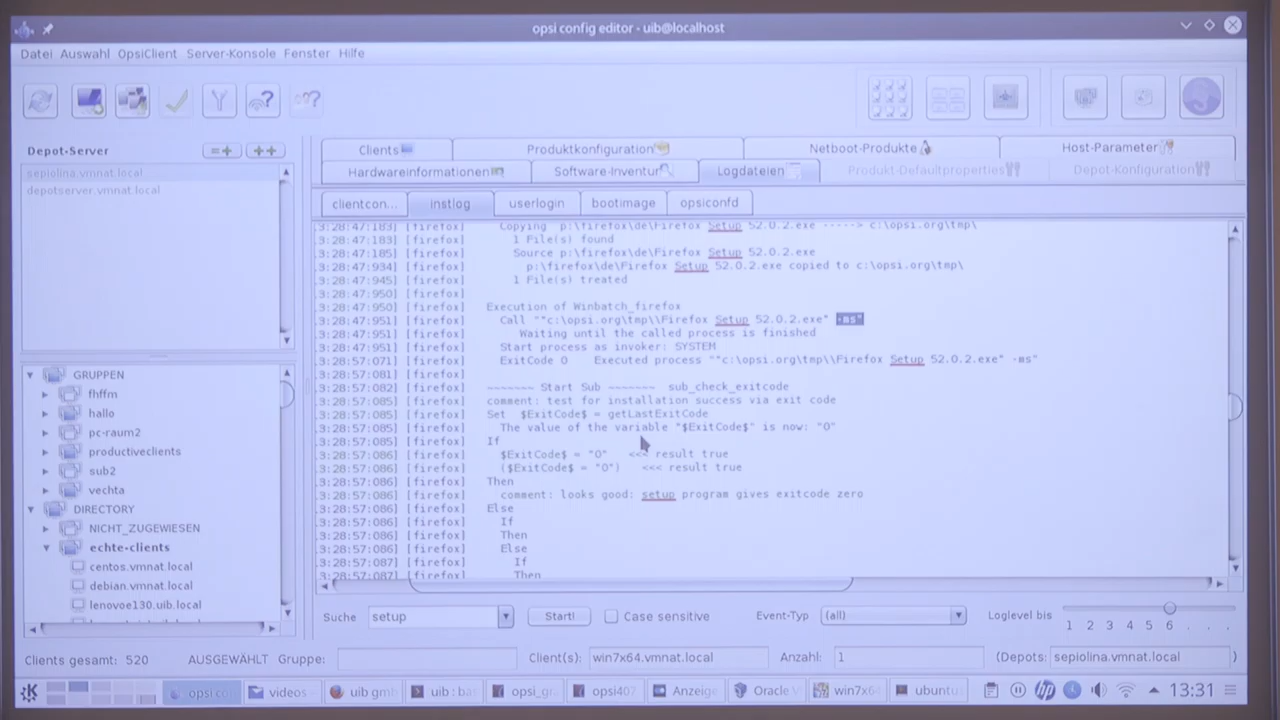 opsi config editor - uib@localhost
Datei Auswahl OpsiClient Server-Konsole Fenster Hilfe
Depot-Server
=+ ++
sepiolina.vmnat.local
depotserver.vmnat.local
Clients Produktkonfiguration Netboot-Produkte Host-Parameter
Hardwareinformationen Software-Inventur Logdateien Produkt-Defaultproperties Depot-Konfiguration
clientcon... instlog userlogin bootimage opsiconfd
3:28:47:183] [firefox] Copying p:\firefox\de\Firefox Setup 52.0.2.exe -----> c:\opsi.org\tmp\
3:28:47:183] [firefox] 1 File(s) found
3:28:47:185] [firefox] Source p:\firefox\de\Firefox Setup 52.0.2.exe
3:28:47:934] [firefox] p:\firefox\de\Firefox Setup 52.0.2.exe copied to c:\opsi.org\tmp\
3:28:47:945] [firefox] 1 File(s) treated
3:28:47:950] [firefox]
3:28:47:950] [firefox] Execution of Winbatch_firefox
3:28:47:951] [firefox] Call ""c:\opsi.org\tmp\\Firefox Setup 52.0.2.exe" -ms"
3:28:47:951] [firefox] Waiting until the called process is finished
3:28:47:951] [firefox] Start process as invoker: SYSTEM
3:28:57:071] [firefox] ExitCode 0 Executed process ""c:\opsi.org\tmp\\Firefox Setup 52.0.2.exe" -ms"
3:28:57:081] [firefox]
3:28:57:082] [firefox] ~~~~~~~ Start Sub ~~~~~~~ sub_check_exitcode
3:28:57:085] [firefox] comment: test for installation success via exit code
3:28:57:085] [firefox] Set $ExitCode$ = getLastExitCode
3:28:57:085] [firefox] The value of the variable "$ExitCode$" is now: "0"
3:28:57:085] [firefox] If
3:28:57:086] [firefox] $ExitCode$ = "0" <<< result true
3:28:57:086] [firefox] ($ExitCode$ = "0") <<< result true
3:28:57:086] [firefox] Then
3:28:57:086] [firefox] comment: looks good: setup program gives exitcode zero
3:28:57:086] [firefox] Else
3:28:57:086] [firefox] If
3:28:57:086] [firefox] Then
3:28:57:086] [firefox] Else
3:28:57:087] [firefox] If
3:28:57:087] [firefox] Then
GRUPPEN
fhffm
hallo
pc-raum2
productiveclients
sub2
vechta
DIRECTORY
NICHT_ZUGEWIESEN
echte-clients
centos.vmnat.local
debian.vmnat.local
lenovoe130.uib.local
Suche setup Start! Case sensitive Event-Typ (all) Loglevel bis
1 2 3 4 5 6 . . .
Clients gesamt: 520 AUSGEWÄHLT Gruppe: Client(s): win7x64.vmnat.local Anzahl: 1 (Depots: sepiolina.vmnat.local )
opsi co videos uib gm uib : b opsi_gr opsi407 Anzeige Oracle win7x6 ubuntu 13:31